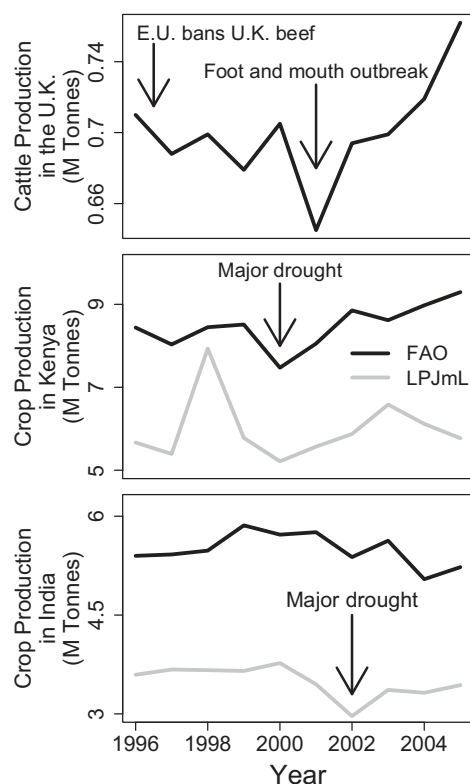 E.U. bans U.K. beef
Foot and mouth outbreak
Cattle Production
in the U.K.
(M Tonnes)
0.74
0.7
0.66
Major drought
FAO
LPJmL
Crop Production
in Kenya
(M Tonnes)
9
7
5
Major drought
Crop Production
in India
(M Tonnes)
6
4.5
3
1996 1998 2000 2002 2004
Year